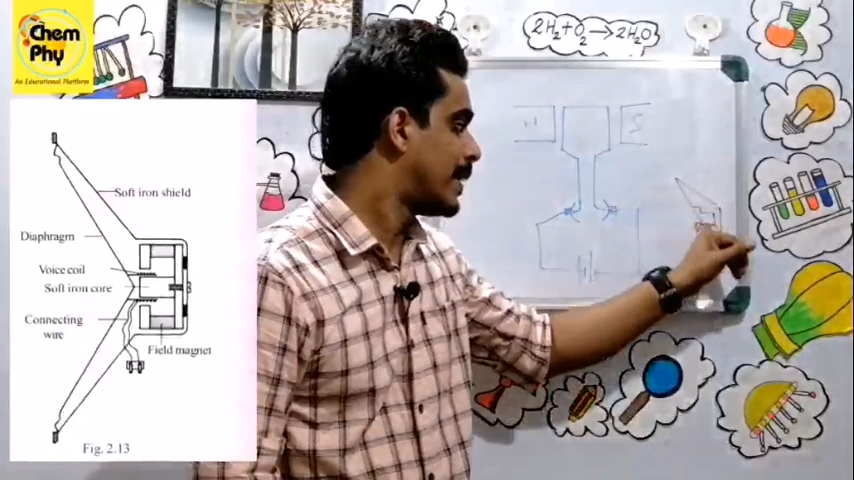 Chem
Phy
An Educational Platform
2H₂+O₂→2H₂O
S
Soft iron shield
Diaphragm
Voice coil
Soft iron core
Connecting
wire
Field magnet
Fig. 2.13